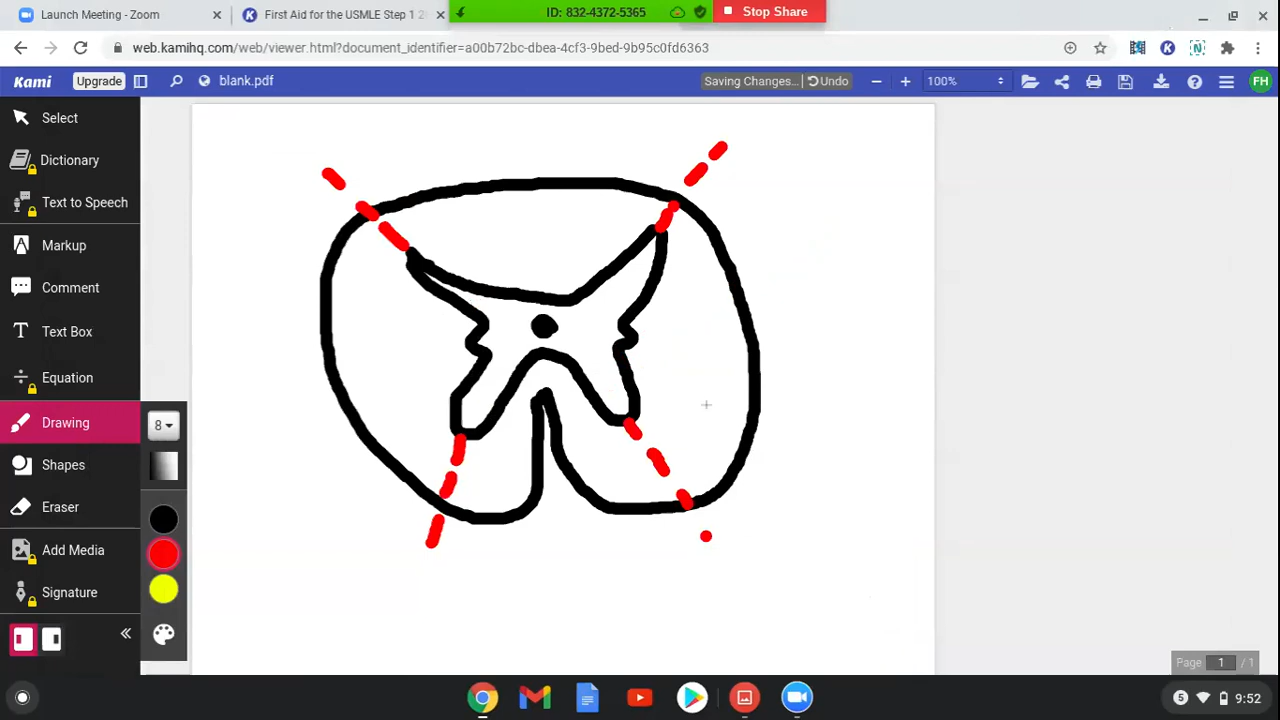 Launch Meeting - Zoom
First Aid for the USMLE Step 1 2
ID: 832-4372-5365
Stop Share
web.kamihq.com/web/viewer.html?document_identifier=a00b72bc-dbea-4cf3-9bed-9b95c0fd6363
Kami
Upgrade
blank.pdf
Saving Changes...
Undo
100%
FH
Select
Dictionary
Text to Speech
Markup
Comment
Text Box
Equation
Drawing
8
Shapes
Eraser
Add Media
Signature
Page 1 / 1
5
9:52